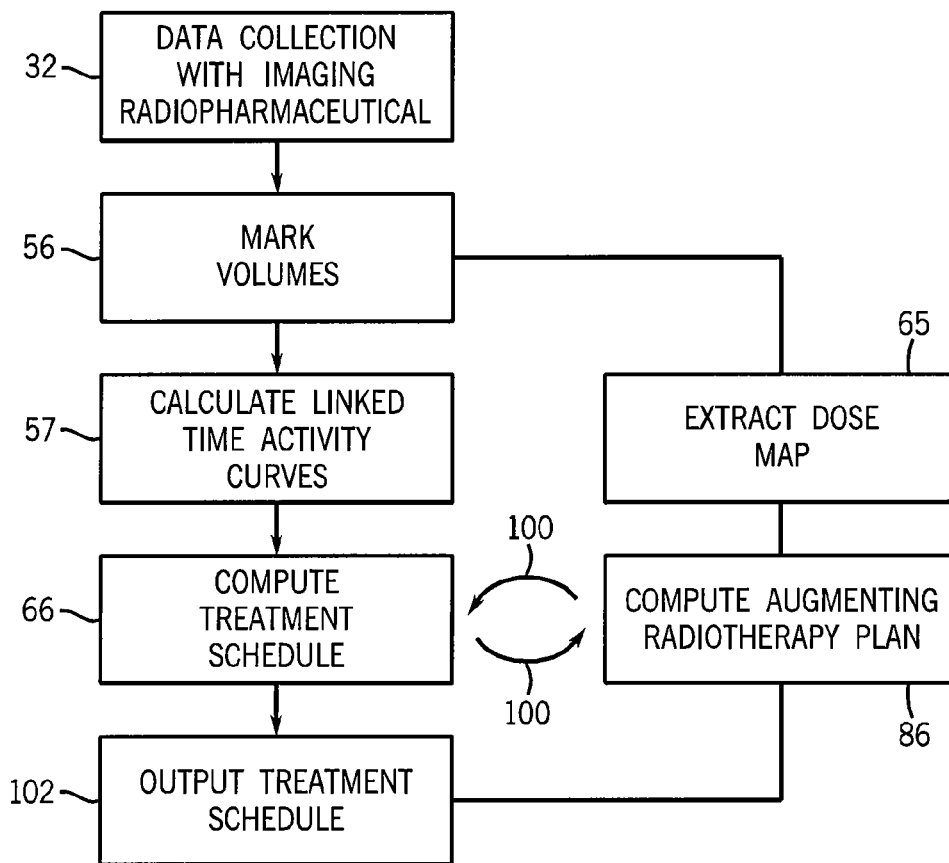 32
DATA COLLECTION
WITH IMAGING
RADIOPHARMACEUTICAL
56
MARK
VOLUMES
57
CALCULATE LINKED
TIME ACTIVITY
CURVES
65
EXTRACT DOSE
MAP
66
COMPUTE
TREATMENT
SCHEDULE
100
100
COMPUTE AUGMENTING
RADIOTHERAPY PLAN
86
102
OUTPUT TREATMENT
SCHEDULE